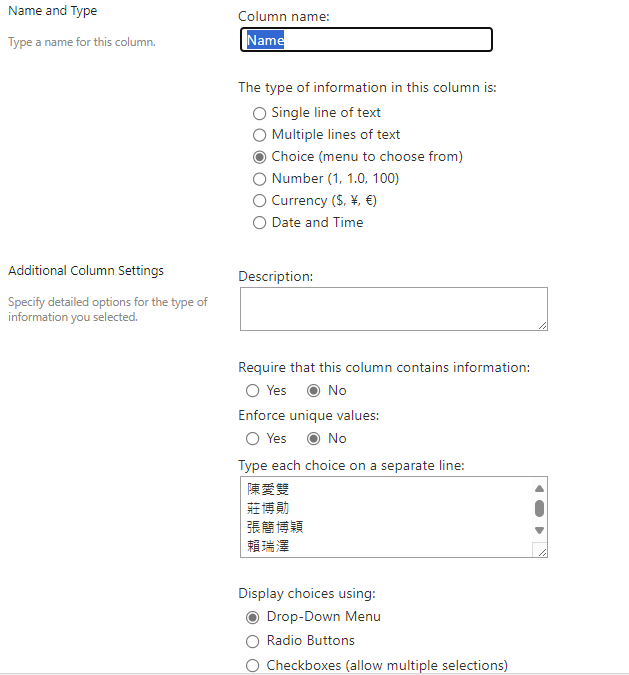 Name and Type
Type a name for this column.
Column name:
Name
The type of information in this column is:
Single line of text
Multiple lines of text
Choice (menu to choose from)
Number (1, 1.0, 100)
Currency ($, ¥, €)
Date and Time
Additional Column Settings
Specify detailed options for the type of
information you selected.
Description:
Require that this column contains information:
Yes No
Enforce unique values:
Yes No
Type each choice on a separate line:
陳愛雙
莊博勛
張簡博穎
賴瑞澤
Display choices using:
Drop-Down Menu
Radio Buttons
Checkboxes (allow multiple selections)